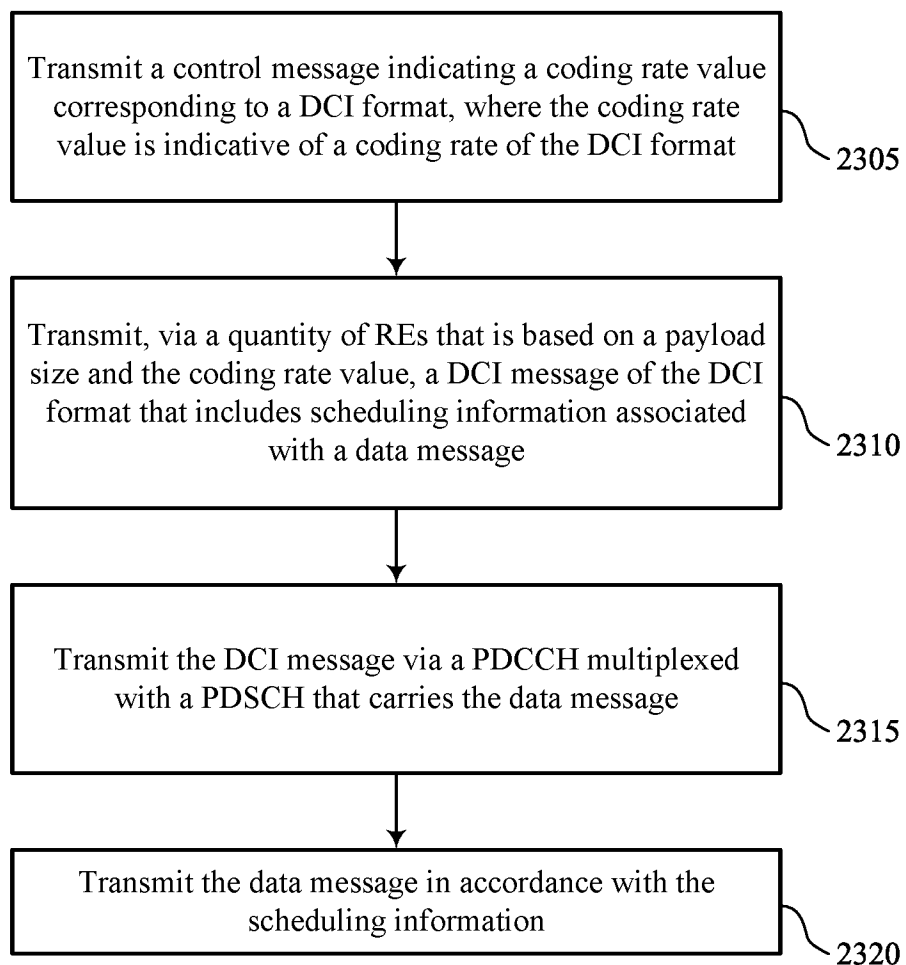 Transmit a control message indicating a coding rate value
corresponding to a DCI format, where the coding rate
value is indicative of a coding rate of the DCI format
2305
Transmit, via a quantity of REs that is based on a payload
size and the coding rate value, a DCI message of the DCI
format that includes scheduling information associated
with a data message
2310
Transmit the DCI message via a PDCCH multiplexed
with a PDSCH that carries the data message
2315
Transmit the data message in accordance with the
scheduling information
2320